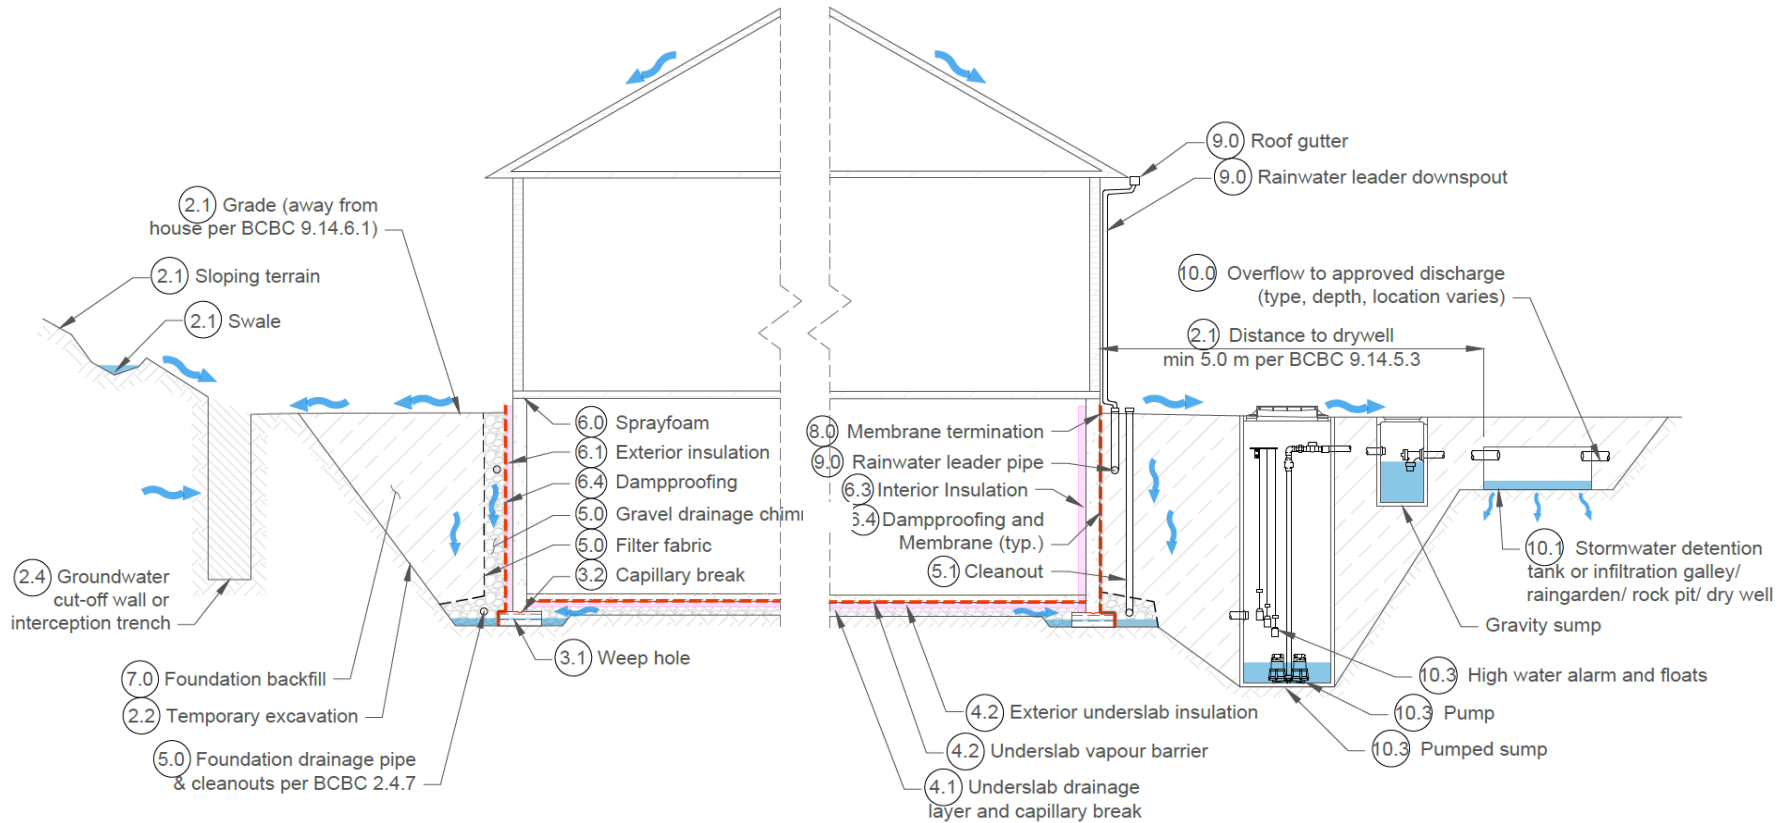 2.1 Grade (away from
house per BCBC 9.14.6.1)
2.1 Sloping terrain
2.1 Swale
2.4 Groundwater
cut-off wall or
interception trench
7.0 Foundation backfill
2.2 Temporary excavation
5.0 Foundation drainage pipe
& cleanouts per BCBC 2.4.7
6.0 Sprayfoam
6.1 Exterior insulation
6.4 Dampproofing
5.0 Gravel drainage chim
5.0 Filter fabric
3.2 Capillary break
3.1 Weep hole
8.0 Membrane termination
9.0 Rainwater leader pipe
6.3 Interior Insulation
6.4 Dampproofing and
Membrane (typ.)
5.1 Cleanout
4.2 Exterior underslab insulation
4.2 Underslab vapour barrier
4.1 Underslab drainage
layer and capillary break
9.0 Roof gutter
9.0 Rainwater leader downspout
10.0 Overflow to approved discharge
(type, depth, location varies)
2.1 Distance to drywell
min 5.0 m per BCBC 9.14.5.3
10.1 Stormwater detention
tank or infiltration galley/
raingarden/ rock pit/ dry well
Gravity sump
10.3 High water alarm and floats
10.3 Pump
10.3 Pumped sump